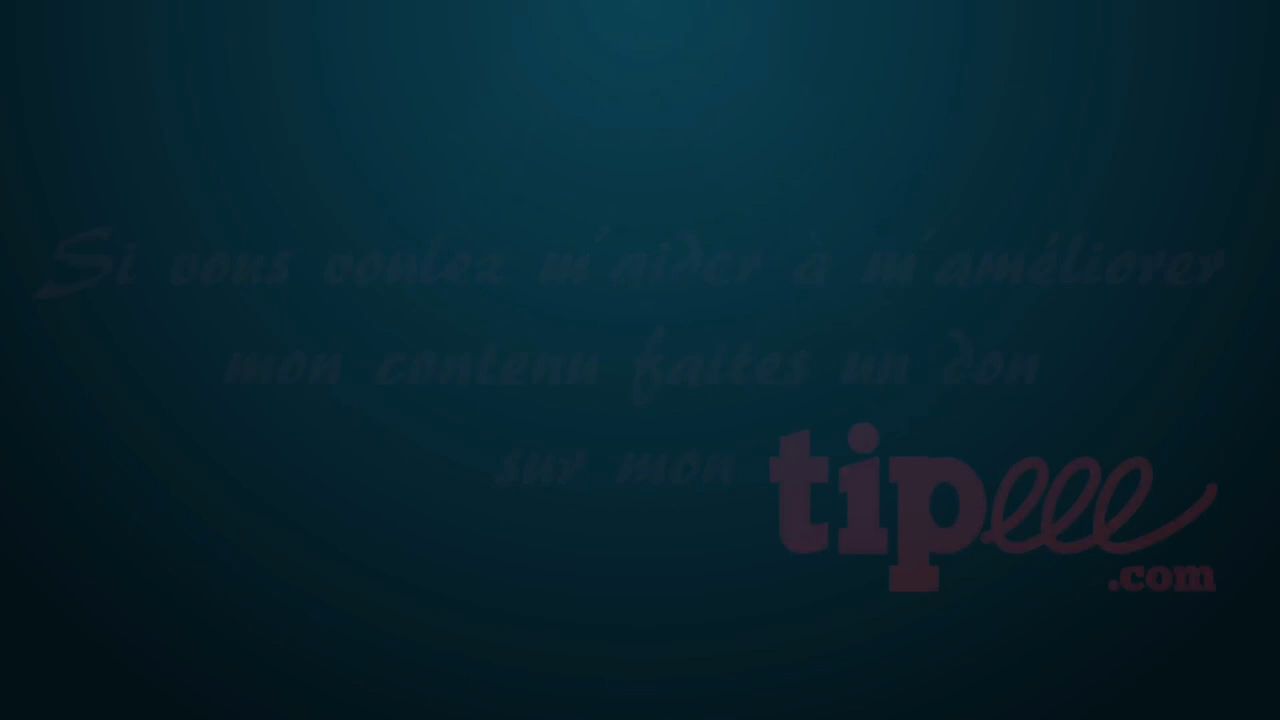 Si vous voulez m'aider à m'améliorer
mon contenu faites un don
sur mon tipeee
.com